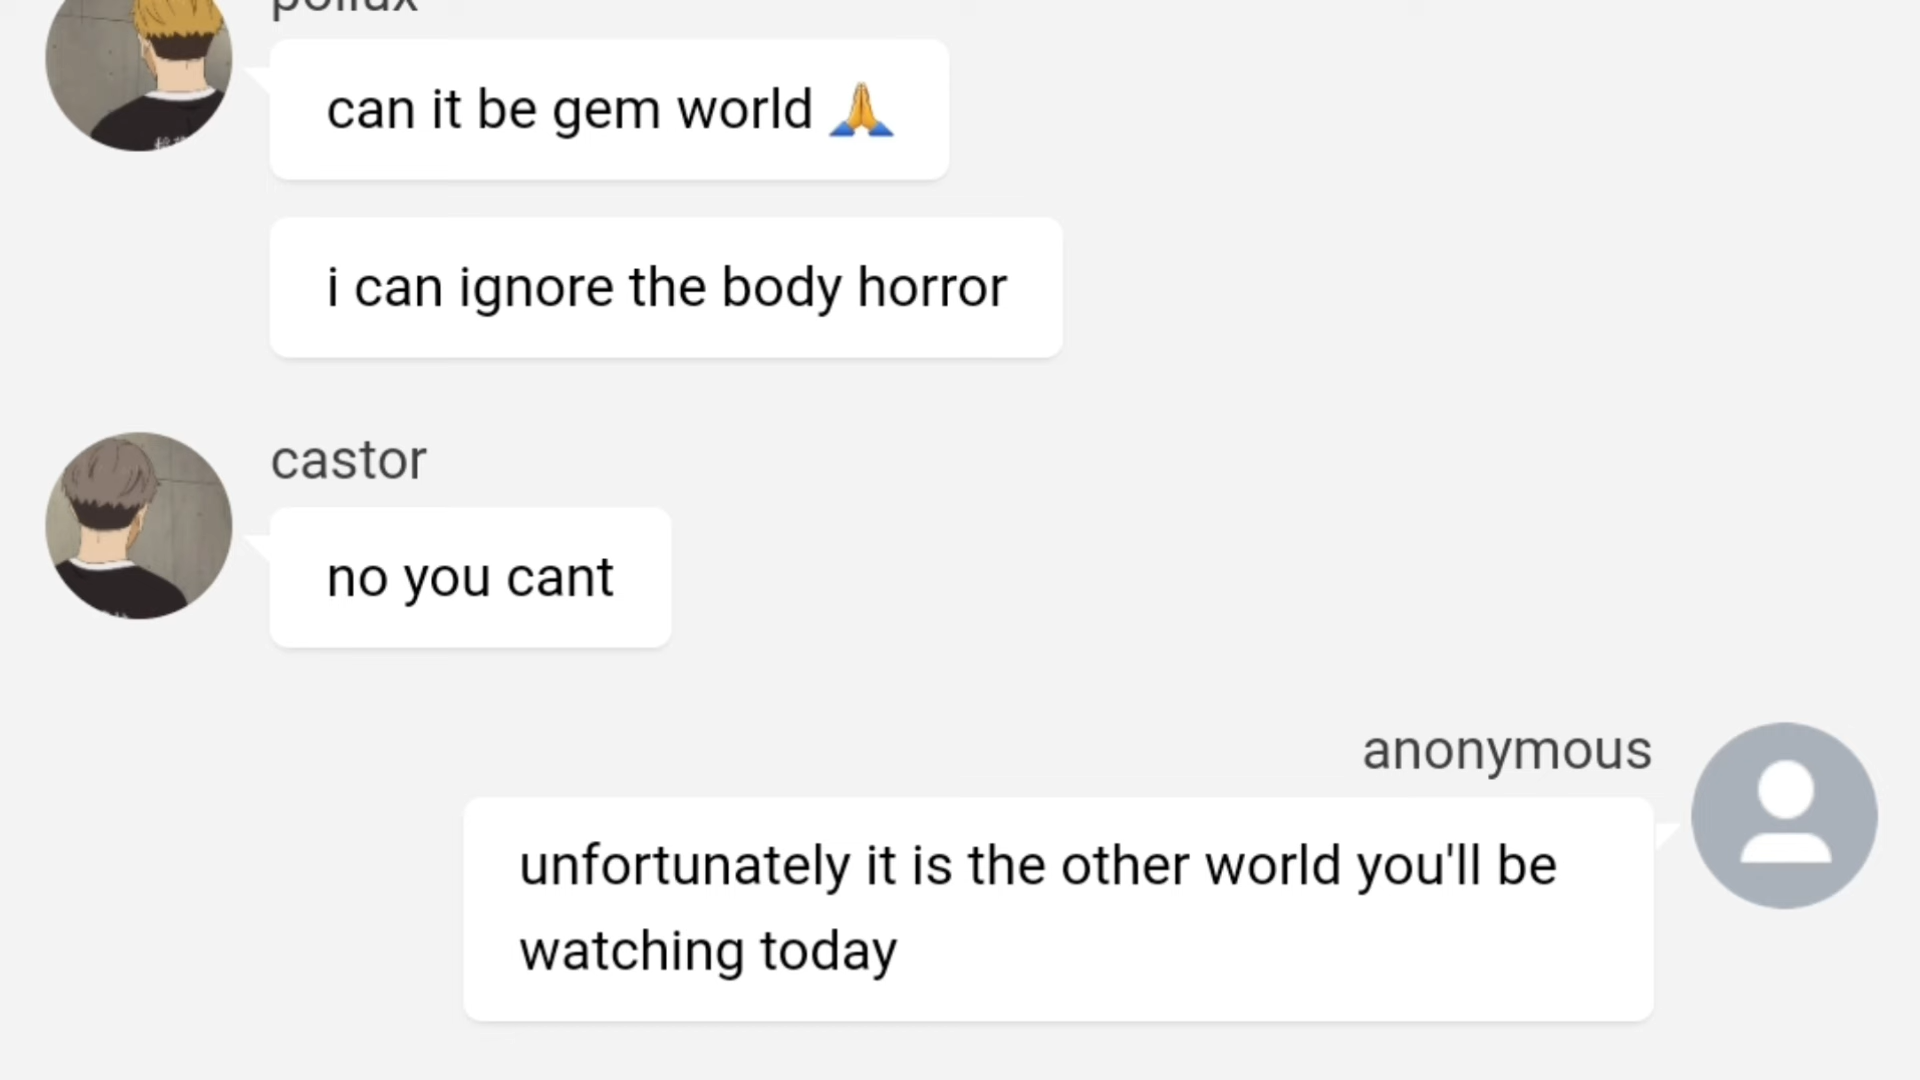 pollux
can it be gem world 🙏
i can ignore the body horror
castor
no you cant
anonymous
unfortunately it is the other world you'll be
watching today